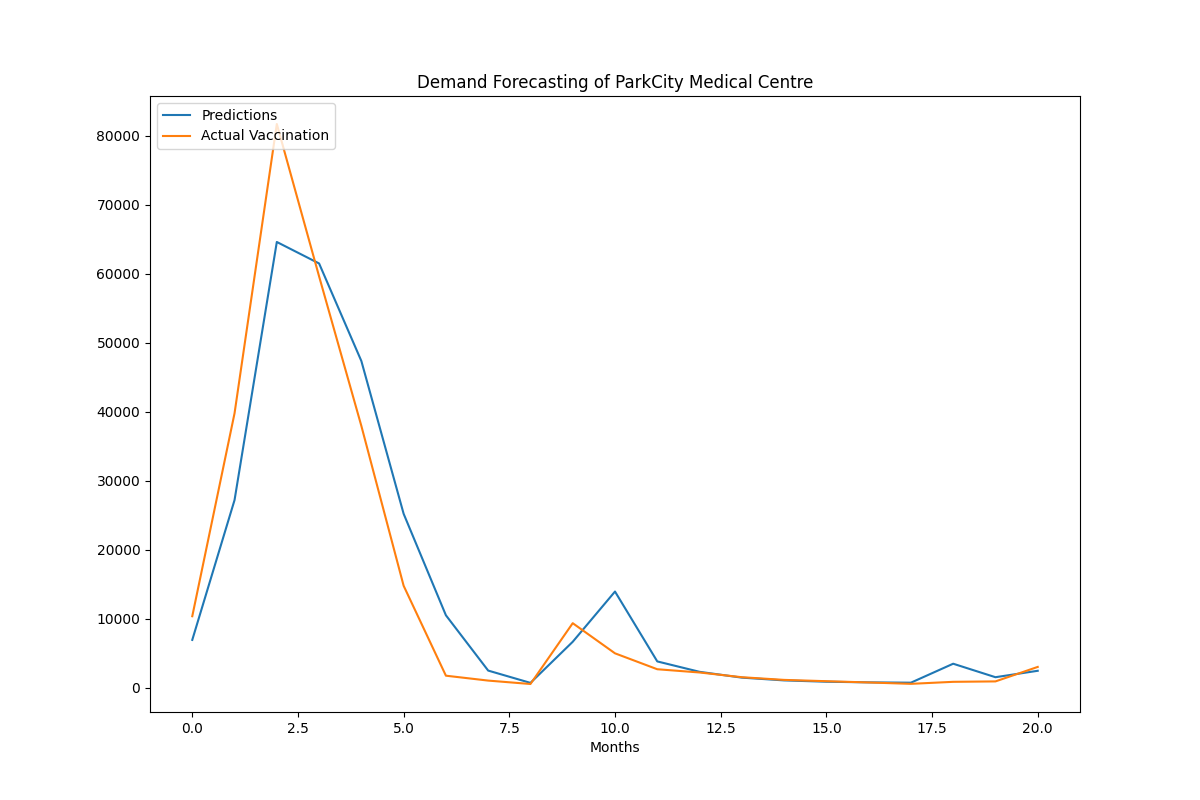 Demand Forecasting of ParkCity Medical Centre
Predictions
Actual Vaccination
80000
70000
60000
50000
40000
30000
20000
10000
0
0.0 2.5 5.0 7.5 10.0 12.5 15.0 17.5 20.0
Months